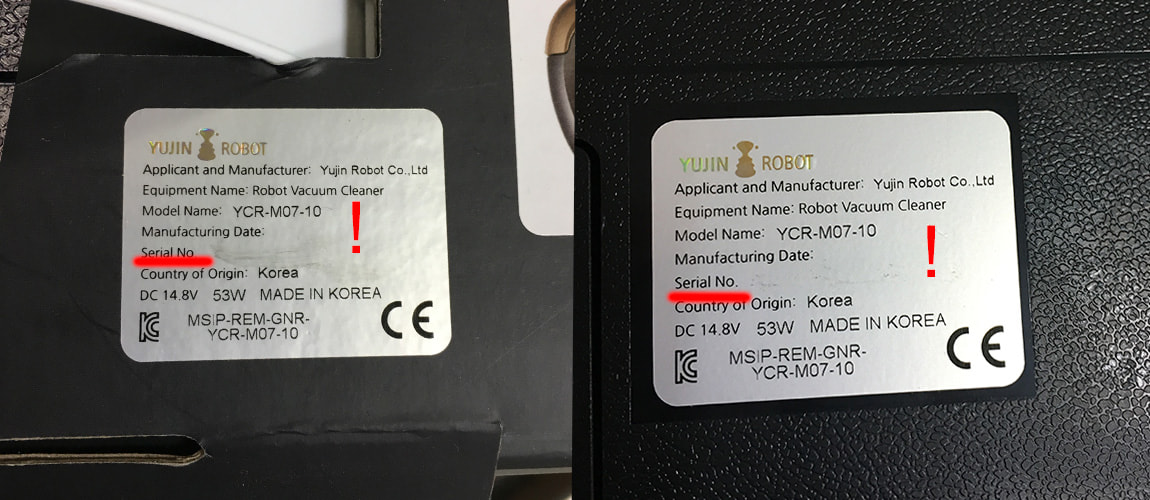 YUJIN ROBOT
Applicant and Manufacturer: Yujin Robot Co.,Ltd
Equipment Name: Robot Vacuum Cleaner
Model Name: YCR-M07-10
Manufacturing Date:
Serial No.
Country of Origin: Korea
DC 14.8V 53W MADE IN KOREA
MSIP-REM-GNR-
YCR-M07-10
CE
!
YUJIN ROBOT
Applicant and Manufacturer: Yujin Robot Co.,Ltd
Equipment Name: Robot Vacuum Cleaner
Model Name: YCR-M07-10
Manufacturing Date:
Serial No.
Country of Origin: Korea
DC 14.8V 53W MADE IN KOREA
MSIP-REM-GNR-
YCR-M07-10
CE
!